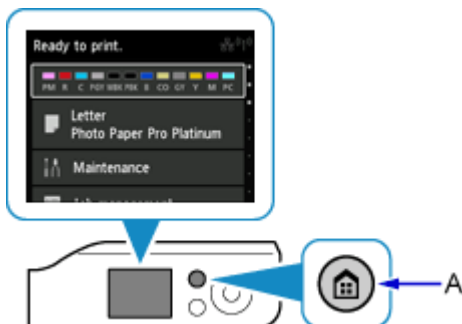 Ready to print.
PM R C PGY MBK PBK B CO GY Y M PC
Letter
Photo Paper Pro Platinum
Maintenance
A